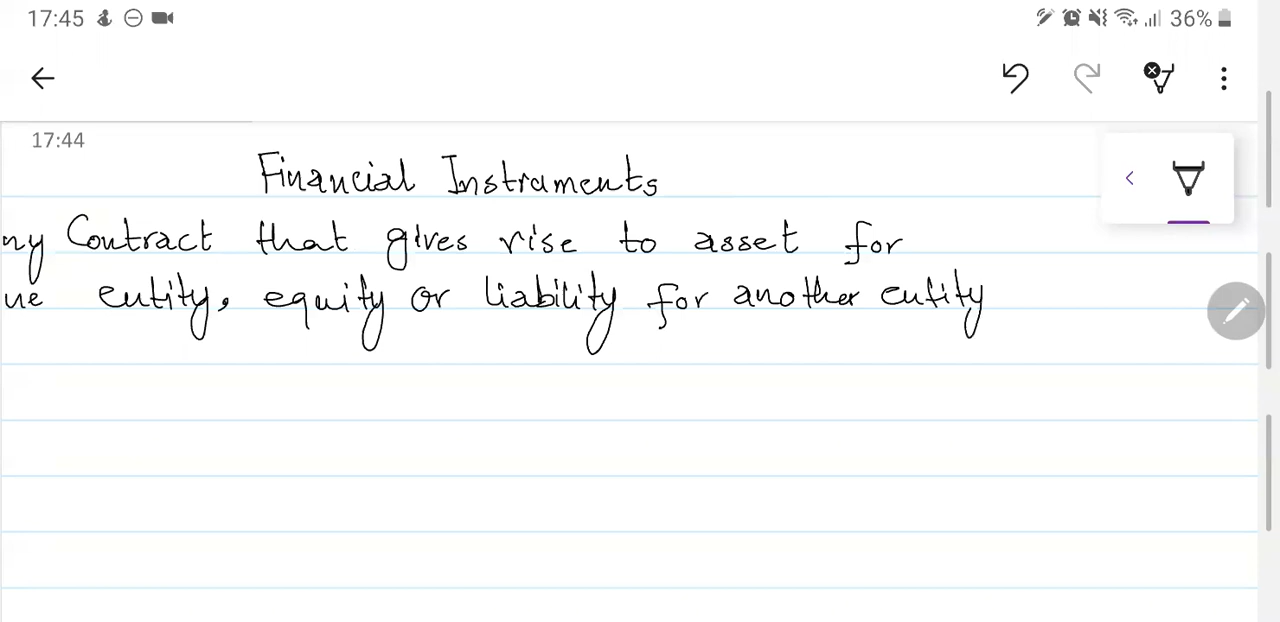 17:45 36%
17:44
Financial Instruments
ny Contract that gives rise to asset for
ne entity, equity or liability for another entity